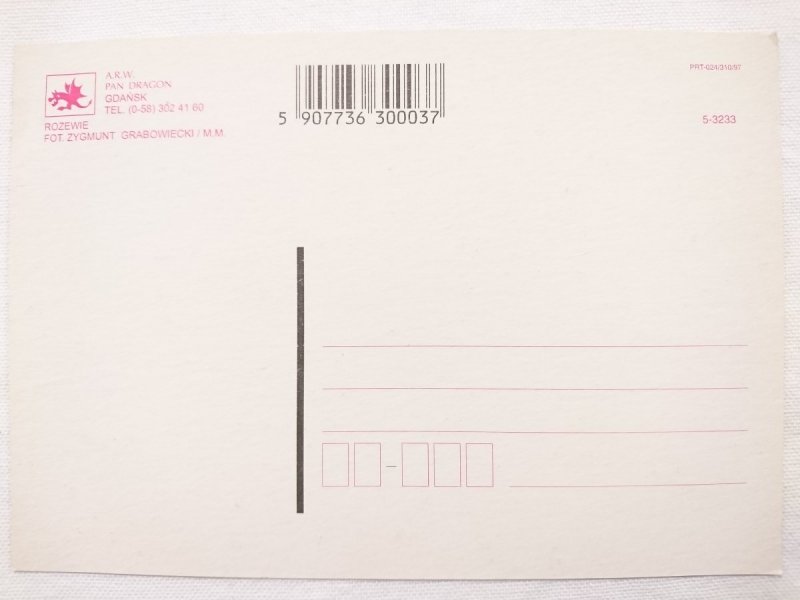 A.R.W.
PAN DRAGON
GDAŃSK
TEL. (0-58) 302 41 60
ROZEWIE
FOT. ZYGMUNT GRABOWIECKI / M.M.
5 907736 300037
PRT-024/310/97
5-3233